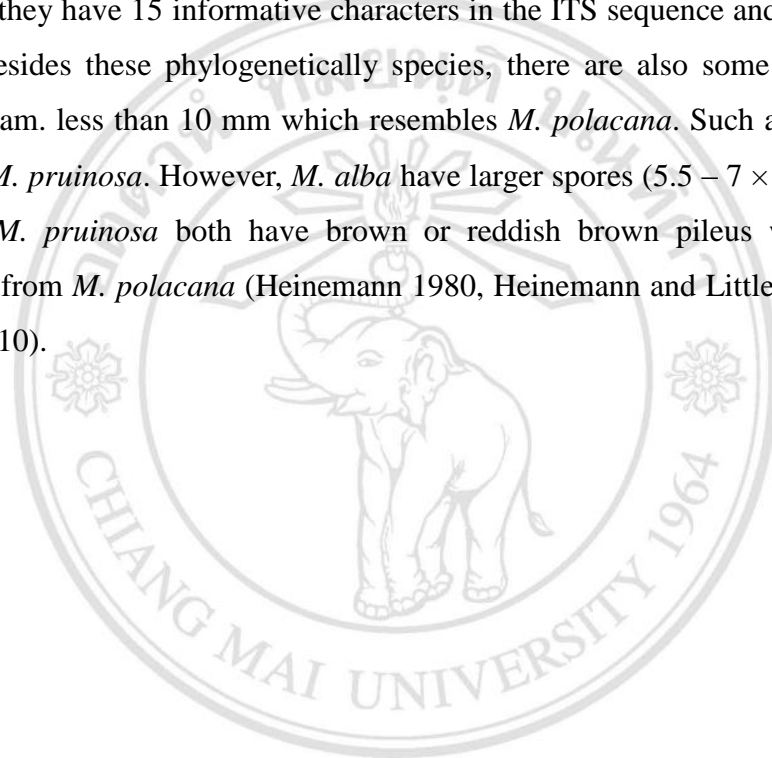 they have 15 informative characters in the ITS sequence and
esides these phylogenetically species, there are also some
am. less than 10 mm which resembles M. polacana. Such a
M. pruinosa. However, M. alba have larger spores (5.5 – 7 ×
M. pruinosa both have brown or reddish brown pileus
from M. polacana (Heinemann 1980, Heinemann and Little
10).
CHIANG MAI UNIVERSITY 1964